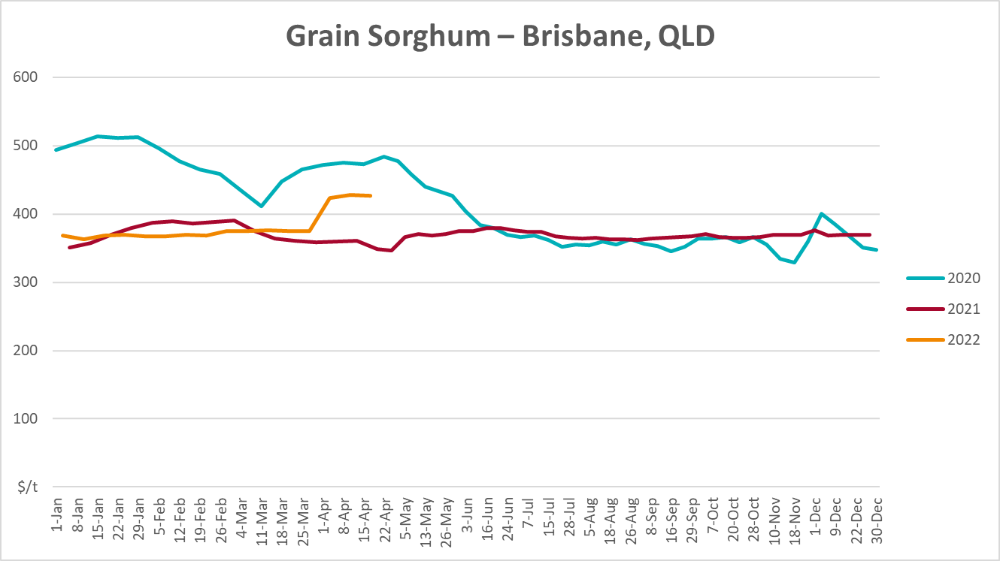 Grain Sorghum – Brisbane, QLD
600
500
400
300
200
100
$/t
2020
2021
2022
1-Jan
8-Jan
15-Jan
22-Jan
29-Jan
5-Feb
12-Feb
19-Feb
26-Feb
4-Mar
11-Mar
18-Mar
25-Mar
1-Apr
8-Apr
15-Apr
22-Apr
5-May
13-May
26-May
3-Jun
16-Jun
24-Jun
7-Jul
15-Jul
28-Jul
5-Aug
18-Aug
26-Aug
8-Sep
16-Sep
29-Sep
7-Oct
20-Oct
28-Oct
10-Nov
18-Nov
1-Dec
9-Dec
22-Dec
30-Dec